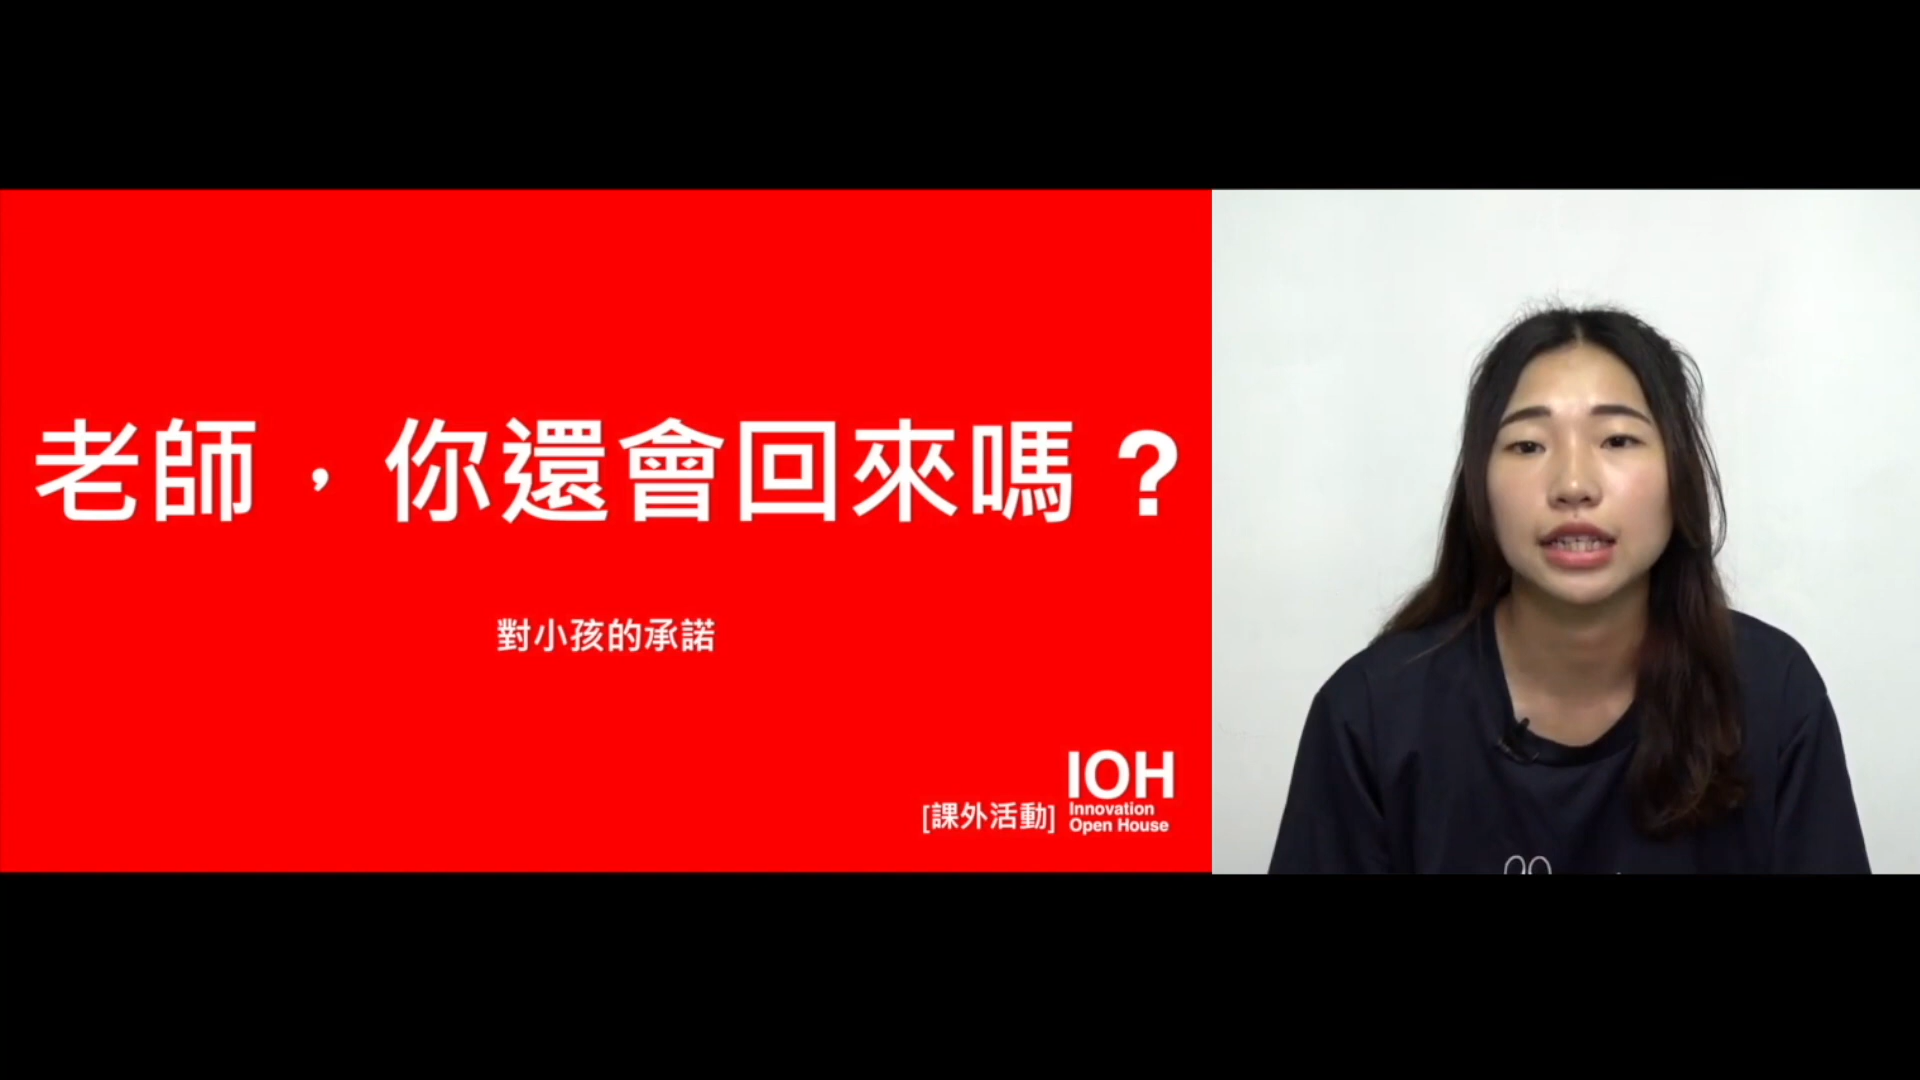 老師，你還會回來嗎？
對小孩的承諾
[課外活動]
IOH
Innovation
Open House